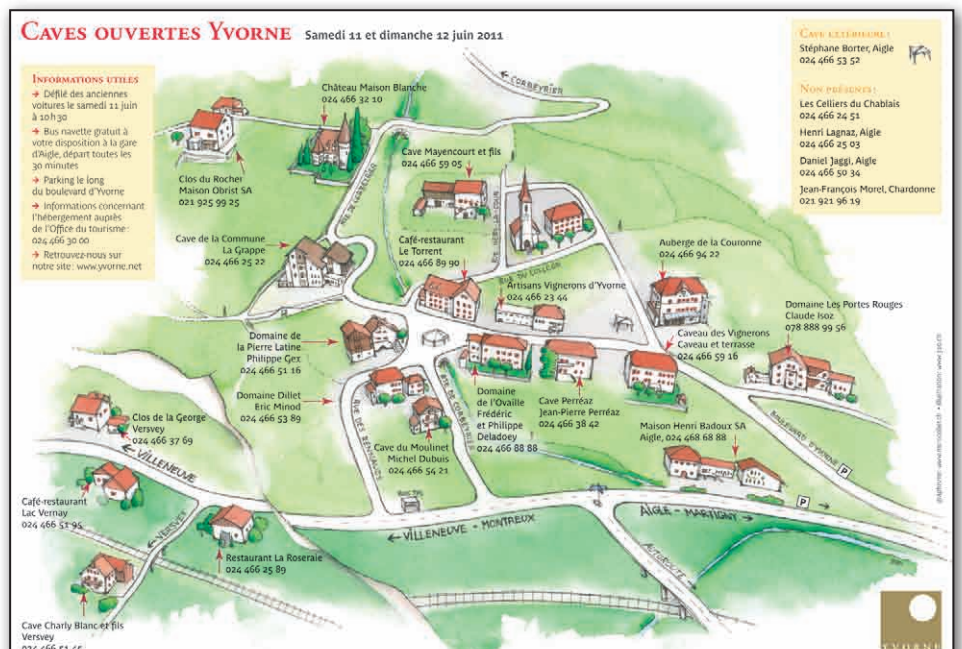 CAVES OUVERTES YVORNE Samedi 11 et dimanche 12 juin 2011
INFORMATIONS UTILES
→ Défilé des anciennes
voitures le samedi 11 juin
à 10h30
→ Bus navette gratuit à
votre disposition à la gare
d'Aigle, départ toutes les
30 minutes
→ Parking le long
du boulevard d'Yvorne
→ Informations concernant
l'hébergement auprès
de l'Office du tourisme:
024 466 30 00
→ Retrouvez-nous sur
notre site: www.yvorne.net
CAVE EXTÉRIEURE:
Stéphane Borter, Aigle
024 466 53 52
NON PRÉSENTS:
Les Celliers du Chablais
024 466 24 51
Henri Lagnaz, Aigle
024 466 25 03
Daniel Jaggi, Aigle
024 466 50 34
Jean-François Morel, Chardonne
021 921 96 19
← CORBEYRIER
Château Maison Blanche
024 466 32 10
Clos du Rocher
Maison Obrist SA
021 925 99 25
Cave Mayencourt et fils
024 466 59 05
Cave de la Commune
La Grappe
024 466 25 22
Café-restaurant
Le Torrent
024 466 89 90
RUE DU COLLÈGE
Artisans Vignerons d'Yvorne
024 466 23 44
Auberge de la Couronne
024 466 94 22
Domaine Les Portes Rouges
Claude Isoz
078 888 99 56
Domaine de
la Pierre Latine
Philippe Gex
024 466 51 16
Caveau des Vignerons
Caveau et terrasse
024 466 59 16
Domaine Dillet
Eric Minod
024 466 53 89
Domaine
de l'Ovaille
Frédéric
et Philippe
Deladoey
024 466 88 88
Cave Perréaz
Jean-Pierre Perréaz
024 466 38 42
Clos de la George
Versvey
024 466 37 69
Cave du Moulinet
Michel Dubuis
024 466 54 21
Maison Henri Badoux SA
Aigle, 024 468 68 88
BOULEVARD D'YVORNE P
← VILLENEUVE
Café-restaurant
Lac Vernay
024 466 51 95
← VERSVEY
Restaurant La Roseraie
024 466 25 89
← VILLENEUVE - MONTREUX
AIGLE - MARTIGNY →
P →
AUTOROUTE
Cave Charly Blanc et fils
Versvey
024 466 51 45
YVORNE